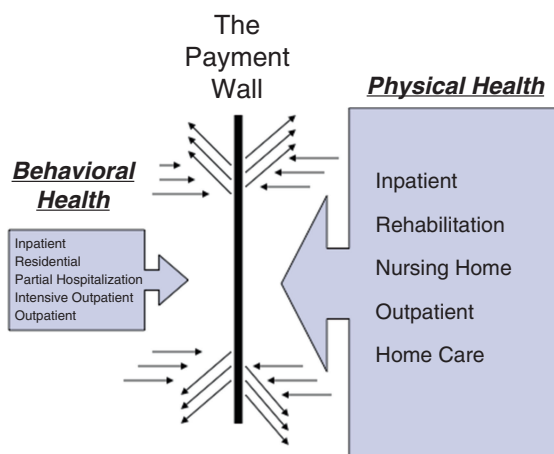 The
Payment
Wall
Behavioral
Health
Inpatient
Residential
Partial Hospitalization
Intensive Outpatient
Outpatient
Physical Health
Inpatient
Rehabilitation
Nursing Home
Outpatient
Home Care